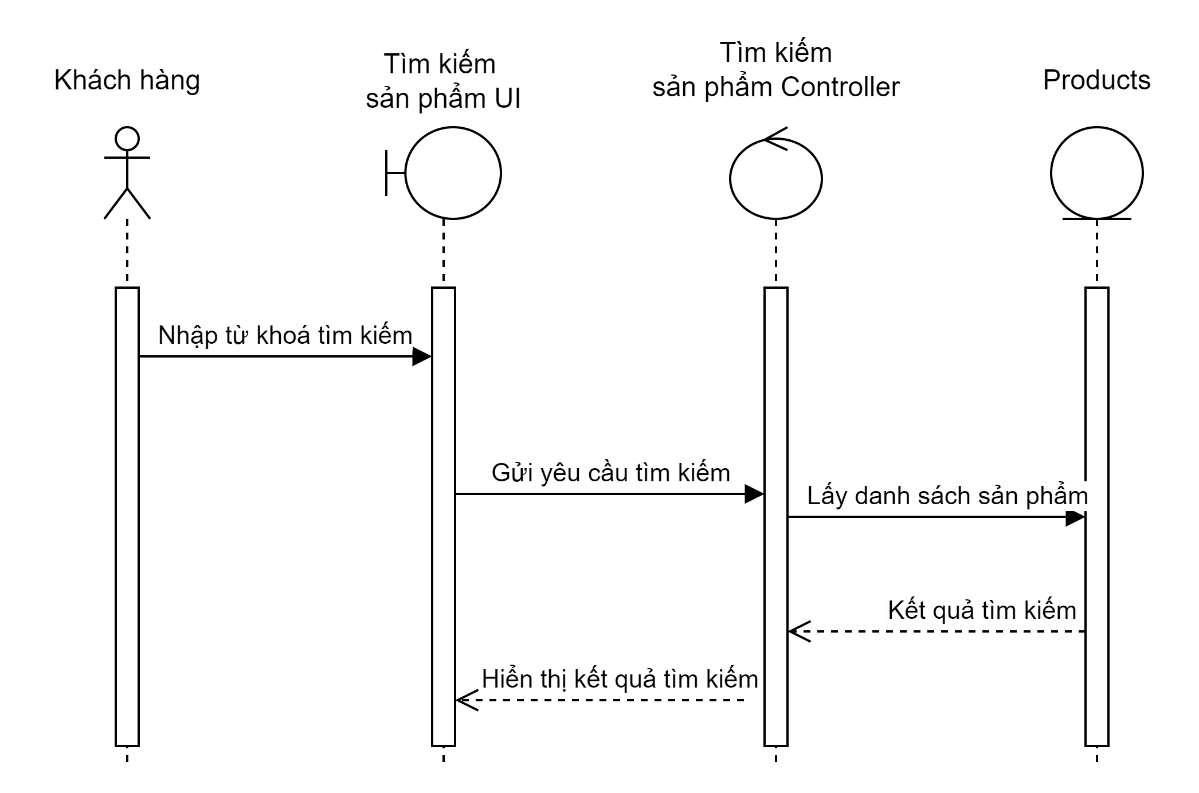 Khách hàng
Tìm kiếm
sản phẩm UI
Tìm kiếm
sản phẩm Controller
Products
Nhập từ khoá tìm kiếm
Gửi yêu cầu tìm kiếm
Lấy danh sách sản phẩm
Kết quả tìm kiếm
Hiển thị kết quả tìm kiếm